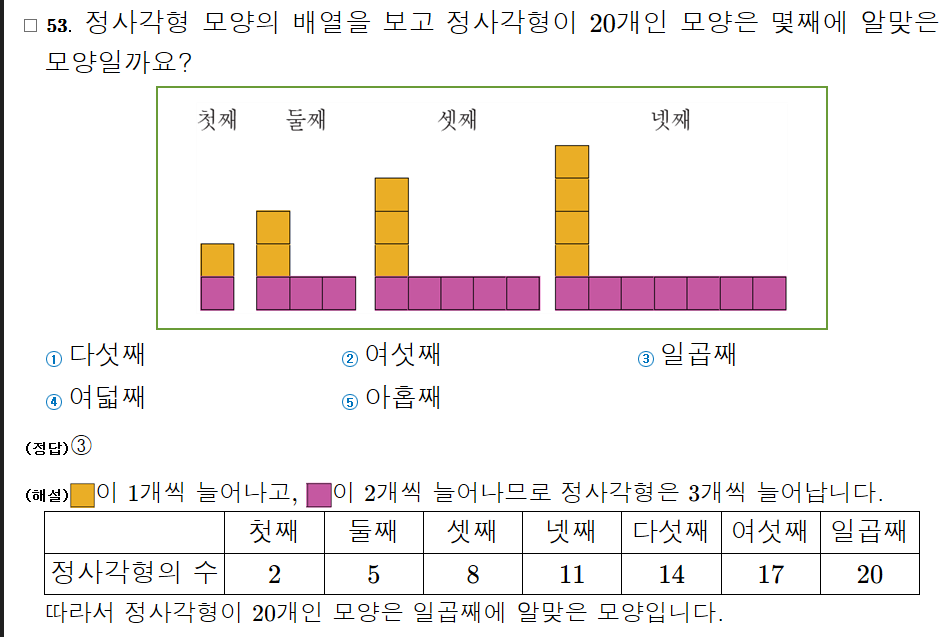 □ 53. 정사각형 모양의 배열을 보고 정사각형이 20개인 모양은 몇째에 알맞은
모양일까요?
첫째 둘째 셋째 넷째
① 다섯째 ② 여섯째 ③ 일곱째
④ 여덟째 ⑤ 아홉째
(정답)③
(해설)이 1개씩 늘어나고, 이 2개씩 늘어나므로 정사각형은 3개씩 늘어납니다.
첫째 둘째 셋째 넷째 다섯째 여섯째 일곱째
정사각형의 수 2 5 8 11 14 17 20
따라서 정사각형이 20개인 모양은 일곱째에 알맞은 모양입니다.